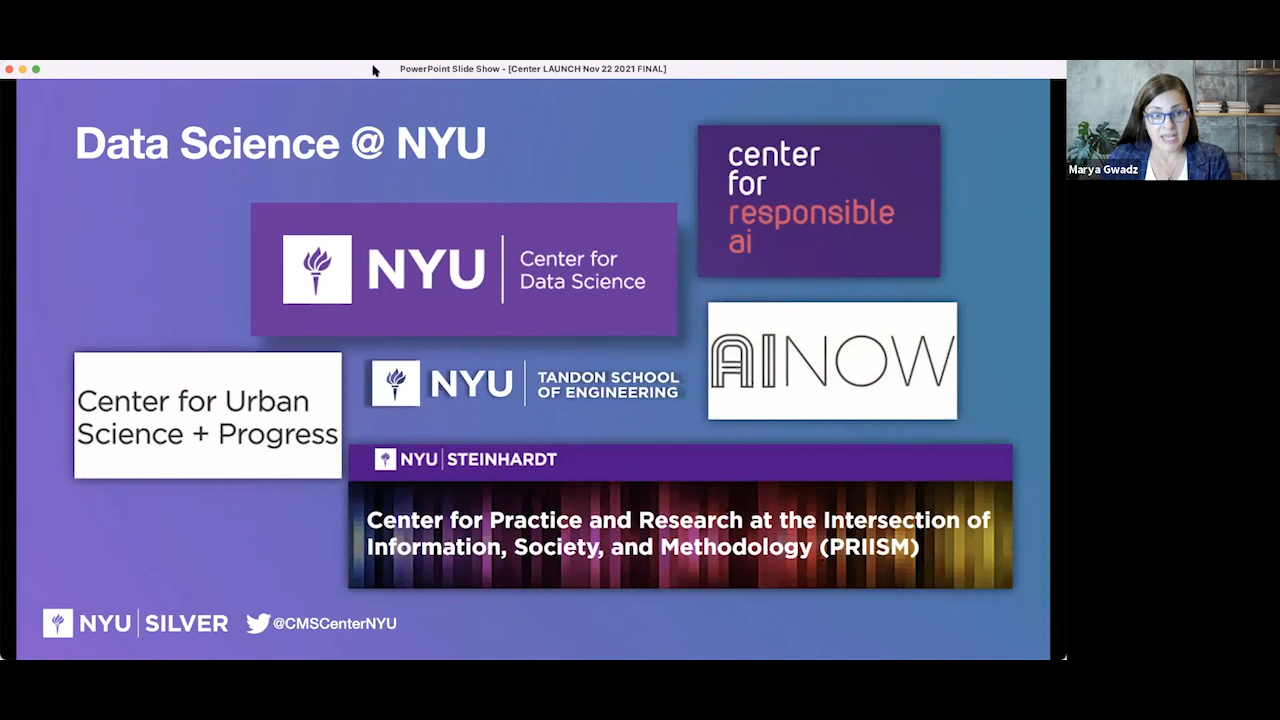 PowerPoint Slide Show - [Center LAUNCH Nov 22 2021 FINAL]
Marya Gwadz
Data Science @ NYU
center
for
responsible
ai
NYU
Center for
Data Science
AINOW
Center for Urban
Science + Progress
NYU
TANDON SCHOOL
OF ENGINEERING
NYU STEINHARDT
Center for Practice and Research at the Intersection of
Information, Society, and Methodology (PRIISM)
NYU SILVER
@CMSCenterNYU